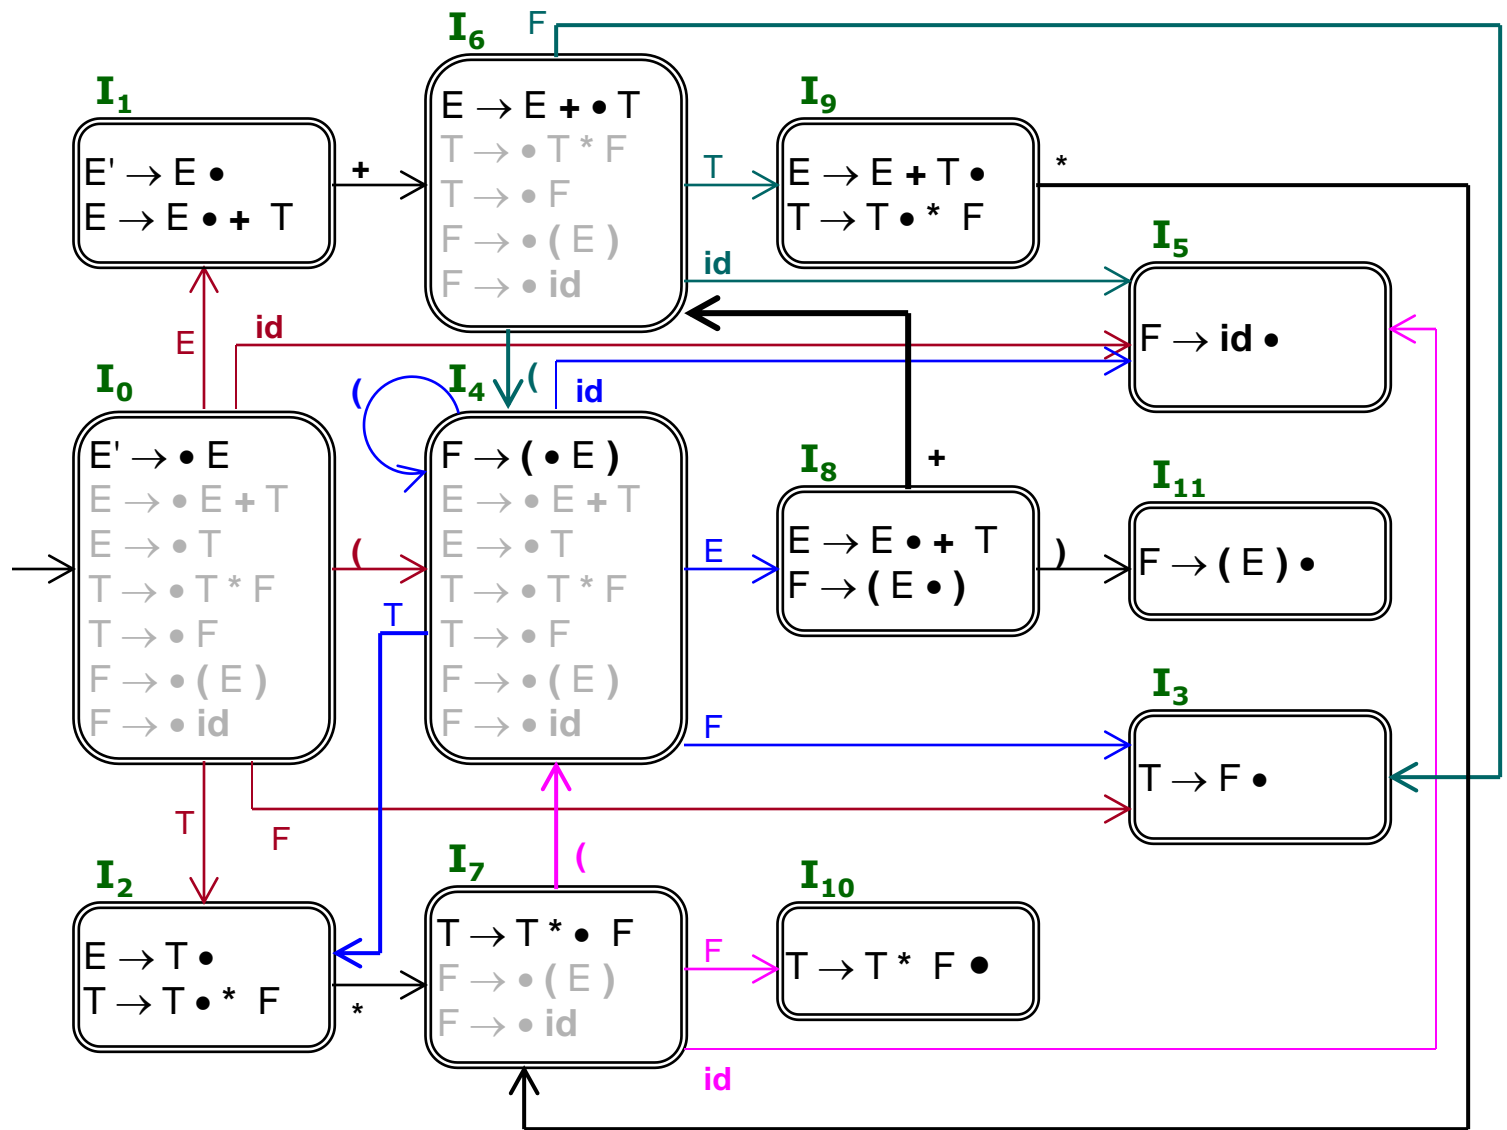 F
I6
E → E + • T
T → • T * F
T → • F
F → • ( E )
F → • id
I1
E' → E •
E → E • + T
+
T
I9
E → E + T •
T → T • * F
*
id
I5
F → id •
E
id
(
I0
E' → • E
E → • E + T
E → • T
T → • T * F
T → • F
F → • ( E )
F → • id
(
(
I4
F → ( • E )
E → • E + T
E → • T
T → • T * F
T → • F
F → • ( E )
F → • id
id
+
I8
E → E • + T
F → ( E • )
E
)
I11
F → ( E ) •
T
F
I3
T → F •
T
F
(
I2
E → T •
T → T • * F
*
I7
T → T * • F
F → • ( E )
F → • id
F
I10
T → T * F •
id